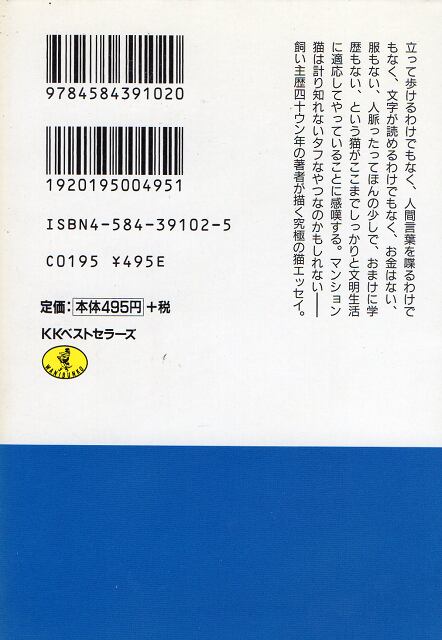 立って歩けるわけでもなく、人間言葉を喋るわけで
もなく、文字が読めるわけでもなく、お金はない、
服もない、人脈ったってほんの少しで、おまけに学
歴もない、という猫がここまでしっかりと文明生活
に適応してやっていることに感嘆する。マンション
猫は計り知れないタフなやつなのかもしれない――
飼い主歴四十ウン年の著者が描く究極の猫エッセイ。
9784584391020
1920195004951
ISBN4-584-39102-5
C0195 ¥495E
定価：本体495円＋税
KKベストセラーズ
WANIBUNKO